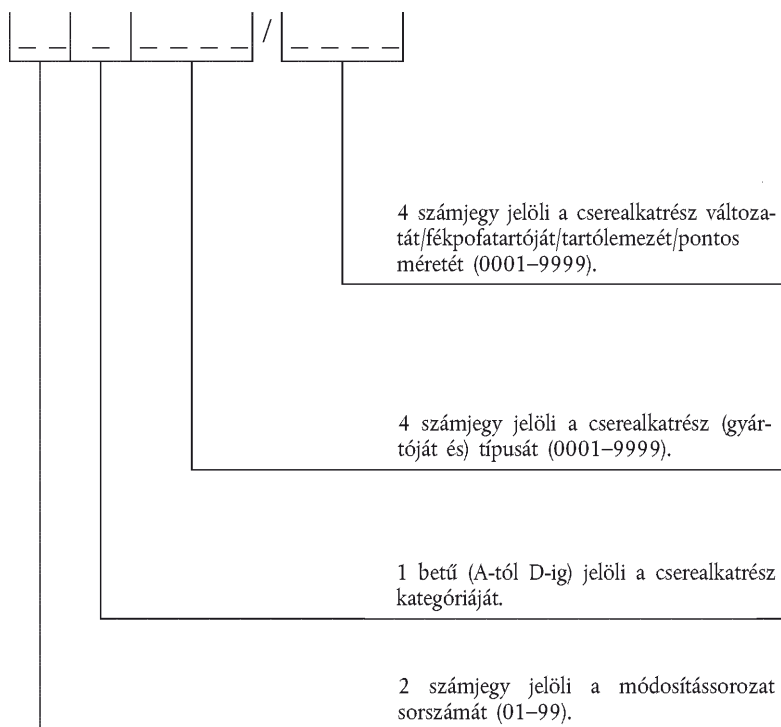 /
4 számjegy jelöli a cserealkatrész változa-
tát/fékpofatartóját/tartólemezét/pontos
méretét (0001–9999).
4 számjegy jelöli a cserealkatrész (gyár-
tóját és) típusát (0001–9999).
1 betű (A-tól D-ig) jelöli a cserealkatrész
kategóriáját.
2 számjegy jelöli a módosítássorozat
sorszámát (01–99).